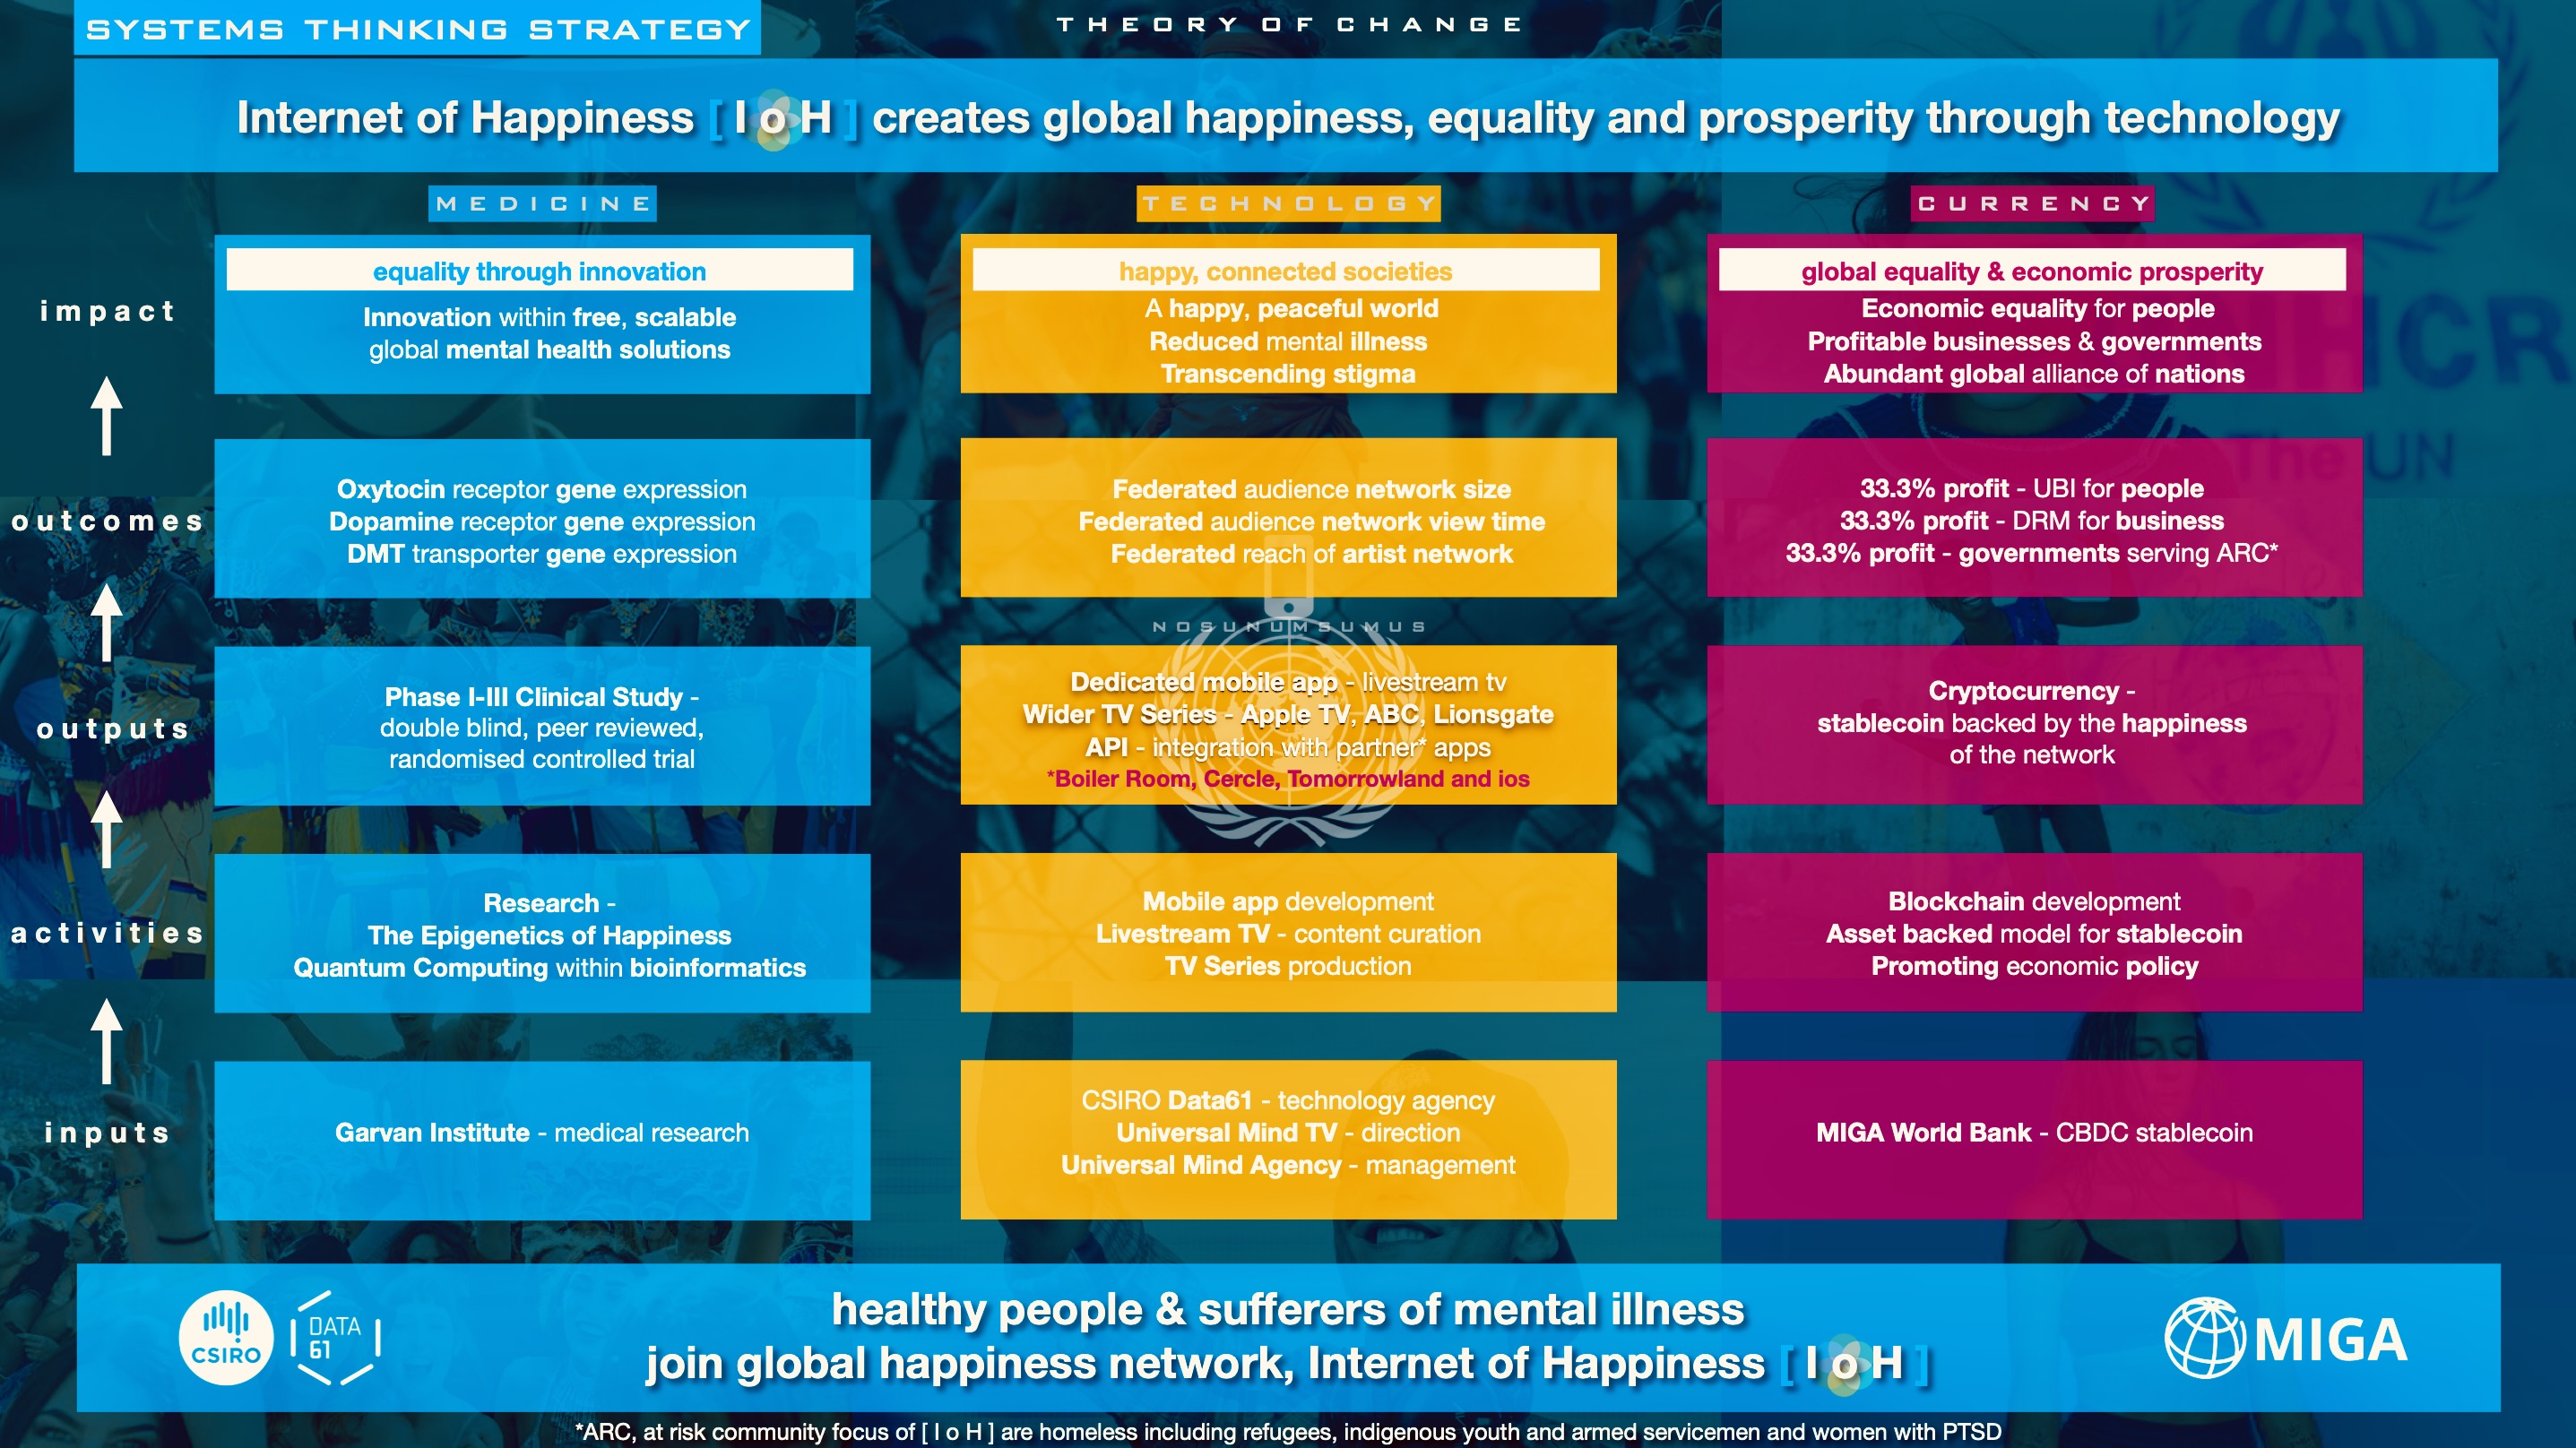 SYSTEMS THINKING STRATEGY
THEORY OF CHANGE
Internet of Happiness [ I o H ] creates global happiness, equality and prosperity through technology
MEDICINE
TECHNOLOGY
CURRENCY
impact
equality through innovation
Innovation within free, scalable
global mental health solutions
happy, connected societies
A happy, peaceful world
Reduced mental illness
Transcending stigma
global equality & economic prosperity
Economic equality for people
Profitable businesses & governments
Abundant global alliance of nations
HCR
The UN
outcomes
Oxytocin receptor gene expression
Dopamine receptor gene expression
DMT transporter gene expression
Federated audience network size
Federated audience network view time
Federated reach of artist network
33.3% profit - UBI for people
33.3% profit - DRM for business
33.3% profit - governments serving ARC*
NOSUNUMSUMUS
outputs
Phase I-III Clinical Study -
double blind, peer reviewed,
randomised controlled trial
Dedicated mobile app - livestream tv
Wider TV Series - Apple TV, ABC, Lionsgate
API - integration with partner* apps
*Boiler Room, Cercle, Tomorrowland and ios
Cryptocurrency -
stablecoin backed by the happiness
of the network
activities
Research -
The Epigenetics of Happiness
Quantum Computing within bioinformatics
Mobile app development
Livestream TV - content curation
TV Series production
Blockchain development
Asset backed model for stablecoin
Promoting economic policy
inputs
Garvan Institute - medical research
CSIRO Data61 - technology agency
Universal Mind TV - direction
Universal Mind Agency - management
MIGA World Bank - CBDC stablecoin
CSIRO
DATA
61
healthy people & sufferers of mental illness
join global happiness network, Internet of Happiness [ I o H ]
MIGA
*ARC, at risk community focus of [ I o H ] are homeless including refugees, indigenous youth and armed servicemen and women with PTSD